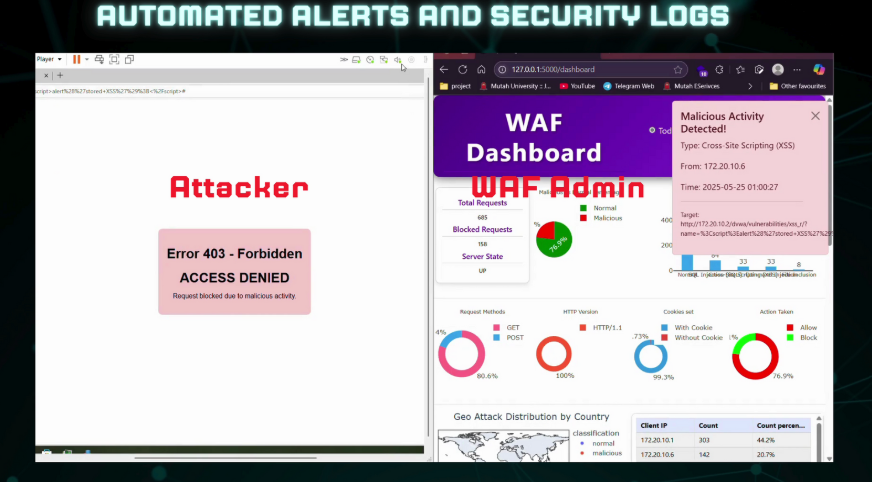 AUTOMATED ALERTS AND SECURITY LOGS
Player
script>alert%28%27stored+XSS%27%29%3B<%2Fscript>#
Attacker
Error 403 - Forbidden
ACCESS DENIED
Request blocked due to malicious activity.
127.0.0.1:5000/dashboard
project
Mutah University ::.. I...
YouTube
Telegram Web
Mutah ESerivces
Other favourites
WAF
Dashboard
Tod
WAF Admin
Malicious Activity
Detected!
Type: Cross-Site Scripting (XSS)
From: 172.20.10.6
Time: 2025-05-25 01:00:27
Target:
http://172.20.10.2/dvwa/vulnerabilities/xss_r/?
name=%3Cscript%3Ealert%28%27stored+XSS%27%29%
Total Requests
685
Blocked Requests
158
Server State
UP
Normal
Malicious
76.9%
400
200
33
33
8
Request Methods
GET
POST
4%
80.6%
HTTP Version
HTTP/1.1
100%
Cookies set
With Cookie
Without Cookie
.73%
99.3%
Action Taken
Allow
Block
76.9%
Geo Attack Distribution by Country
classification
normal
malicious
Client IP Count Count percen...
172.20.10.1 303 44.2%
172.20.10.6 142 20.7%